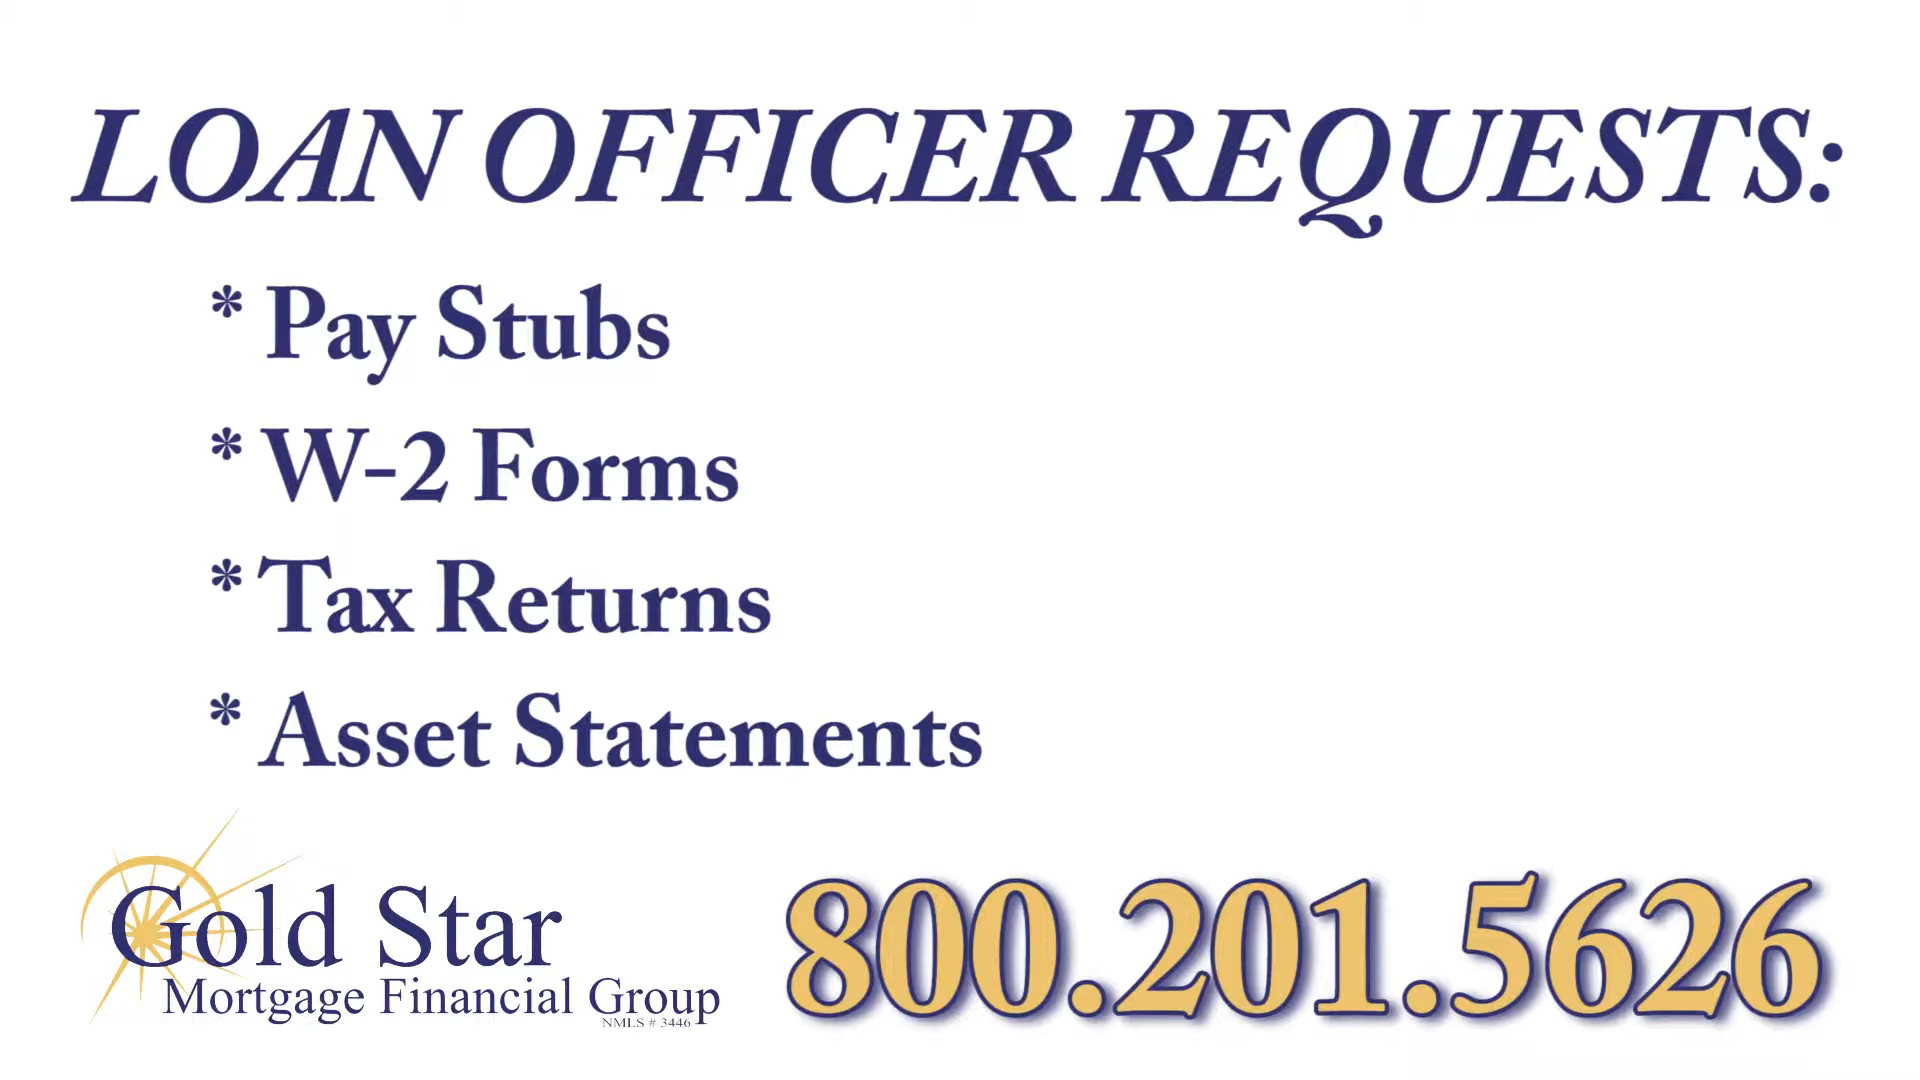 LOAN OFFICER REQUESTS:
* Pay Stubs
* W-2 Forms
* Tax Returns
* Asset Statements
Gold Star
Mortgage Financial Group
NMLS # 3446
800.201.5626